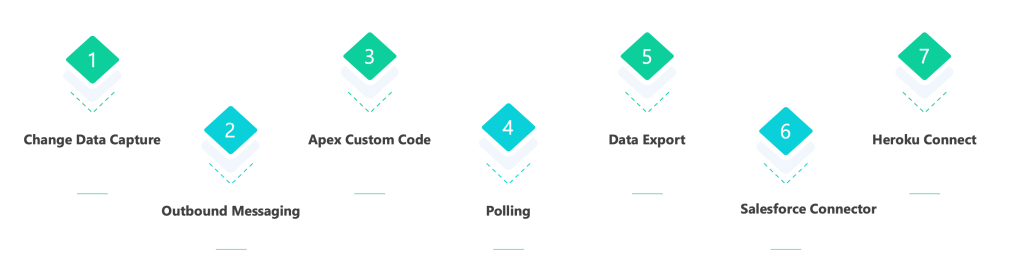 1
Change Data Capture
2
Outbound Messaging
3
Apex Custom Code
4
Polling
5
Data Export
6
Salesforce Connector
7
Heroku Connect